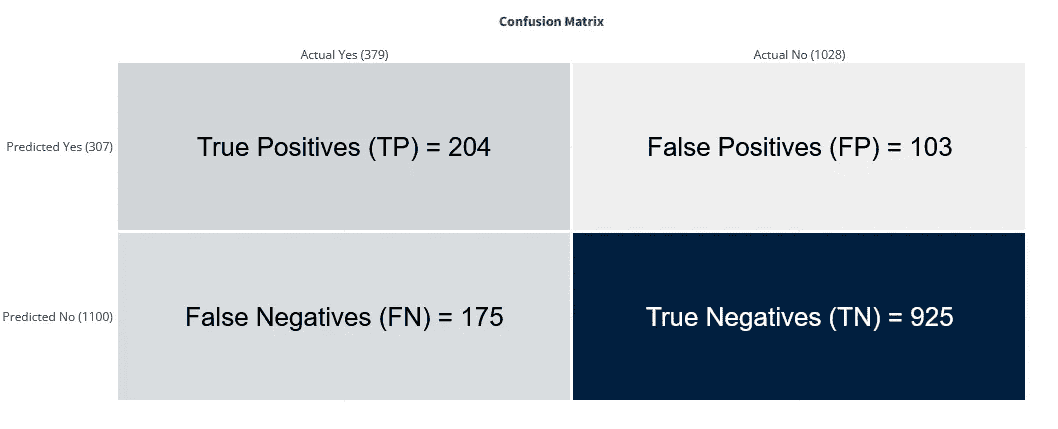 Confusion Matrix
Actual Yes (379)
Actual No (1028)
Predicted Yes (307)
True Positives (TP) = 204
False Positives (FP) = 103
Predicted No (1100)
False Negatives (FN) = 175
True Negatives (TN) = 925